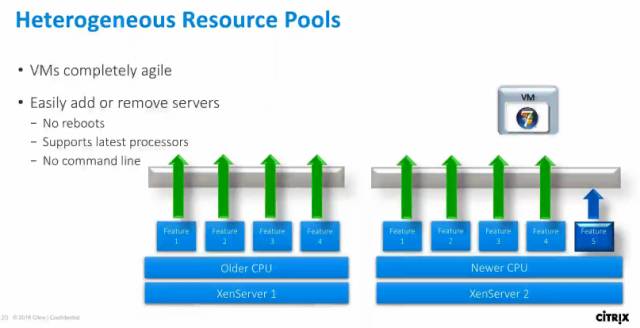 Heterogeneous Resource Pools
• VMs completely agile
• Easily add or remove servers
– No reboots
– Supports latest processors
– No command line
VM
7
Feature 1
Feature 2
Feature 3
Feature 4
Older CPU
XenServer 1
Feature 1
Feature 2
Feature 3
Feature 4
Feature 5
Newer CPU
XenServer 2
20 © 2016 Citrix | Confidential
CITRIX